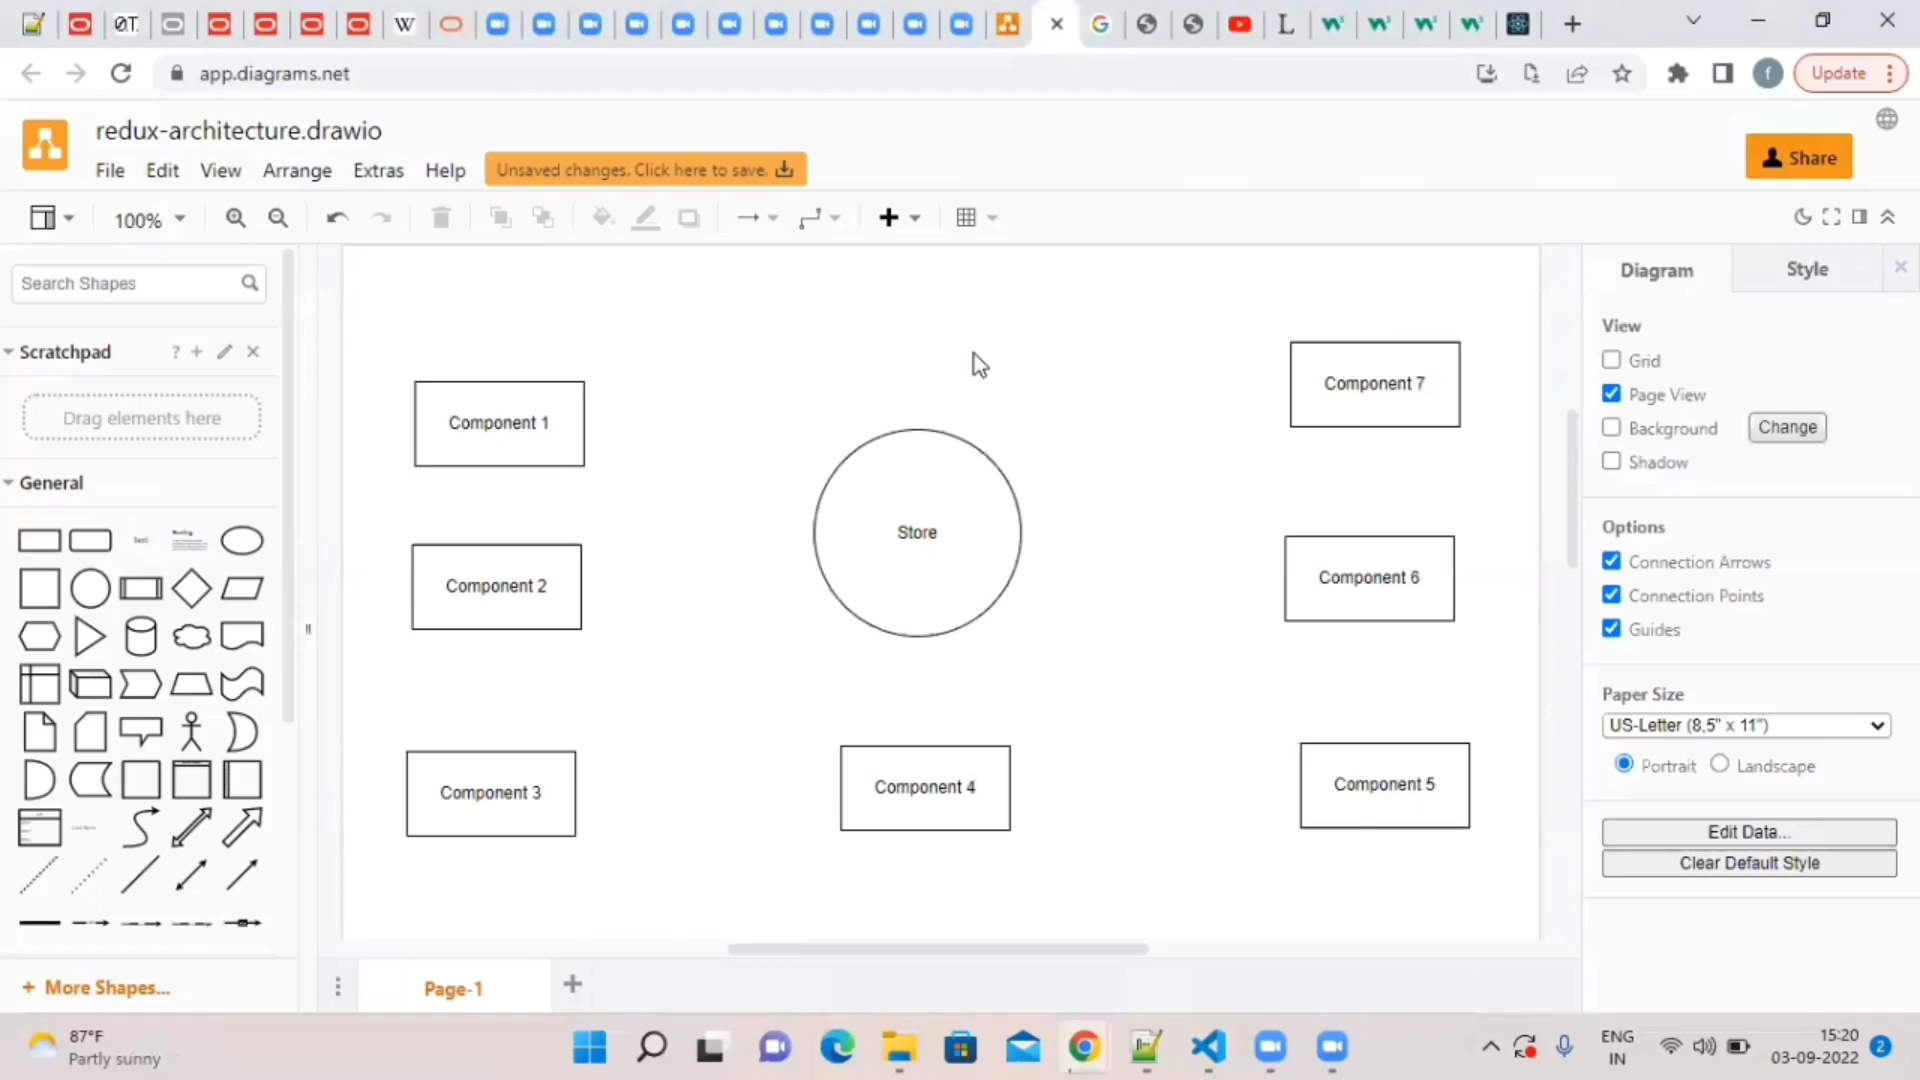 app.diagrams.net
f
Update
redux-architecture.drawio
File Edit View Arrange Extras Help
Unsaved changes. Click here to save.
Share
100%
Search Shapes
Scratchpad
?
Drag elements here
General
Text
Heading
More Shapes...
Component 1
Component 2
Component 3
Store
Component 4
Component 7
Component 6
Component 5
Page-1
Diagram Style
View
Grid
Page View
Background Change
Shadow
Options
Connection Arrows
Connection Points
Guides
Paper Size
US-Letter (8,5" x 11")
Portrait Landscape
Edit Data...
Clear Default Style
87°F
Partly sunny
ENG
IN
15:20
03-09-2022
2